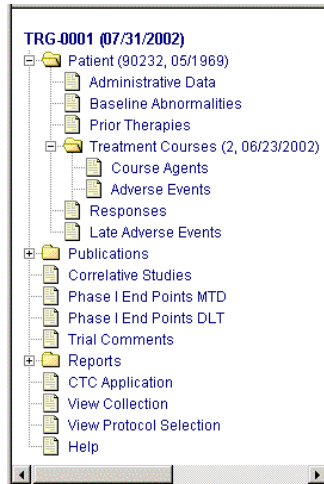 TRG-0001 (07/31/2002)
Patient (90232, 05/1969)
Administrative Data
Baseline Abnormalities
Prior Therapies
Treatment Courses (2, 06/23/2002)
Course Agents
Adverse Events
Responses
Late Adverse Events
Publications
Correlative Studies
Phase I End Points MTD
Phase I End Points DLT
Trial Comments
Reports
CTC Application
View Collection
View Protocol Selection
Help